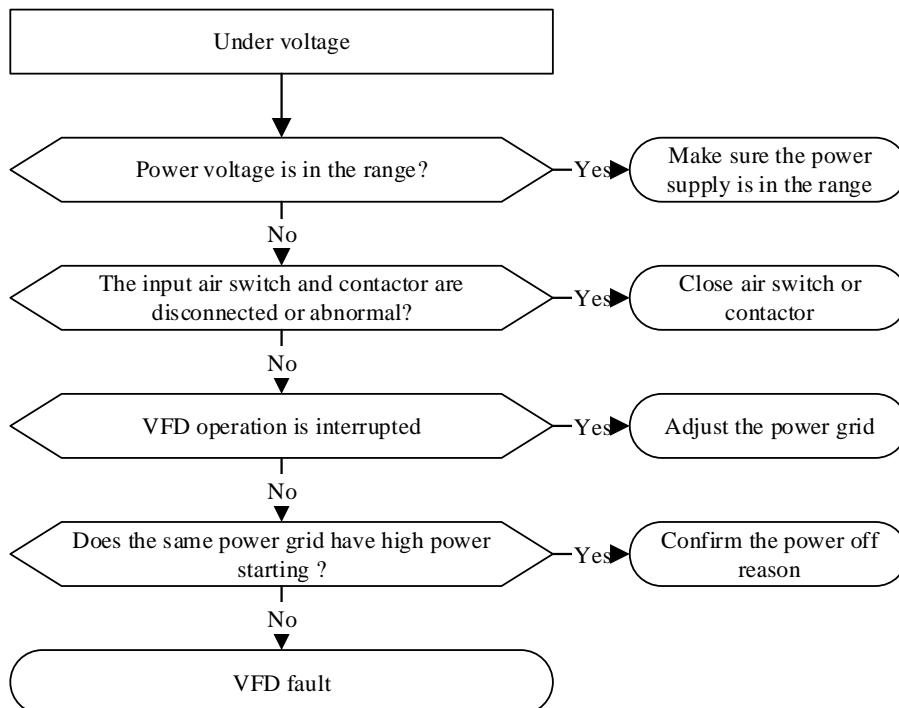 Under voltage
Power voltage is in the range?
Yes
Make sure the power
supply is in the range
No
The input air switch and contactor are
disconnected or abnormal?
Yes
Close air switch or
contactor
No
VFD operation is interrupted
Yes
Adjust the power grid
No
Does the same power grid have high power
starting ?
Yes
Confirm the power off
reason
No
VFD fault